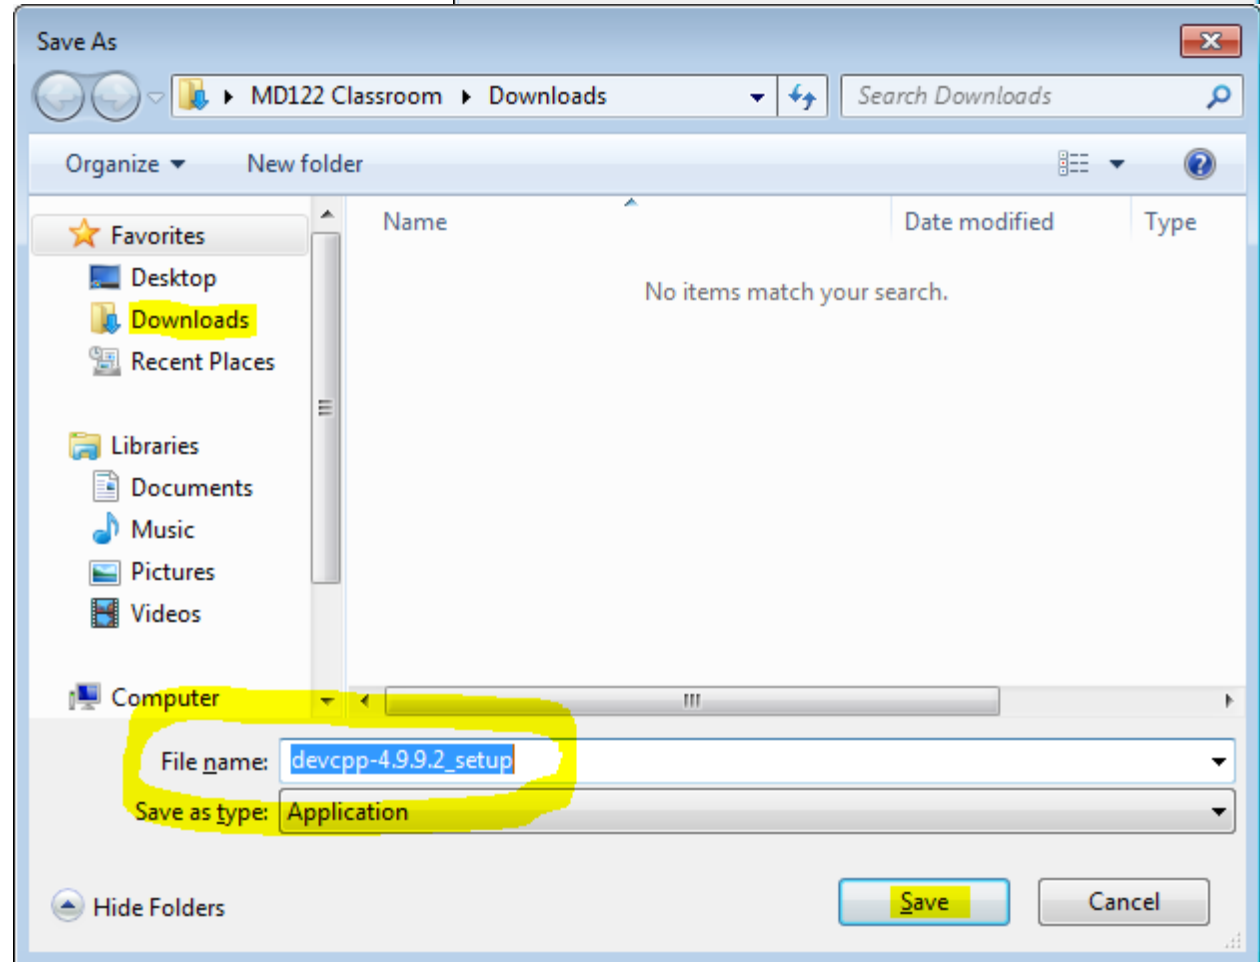 Save As
MD122 Classroom Downloads
Search Downloads
Organize
New folder
Name
Date modified
Type
No items match your search.
Favorites
Desktop
Downloads
Recent Places
Libraries
Documents
Music
Pictures
Videos
Computer
File name: devcpp-4.9.9.2_setup
Save as type: Application
Hide Folders
Save
Cancel